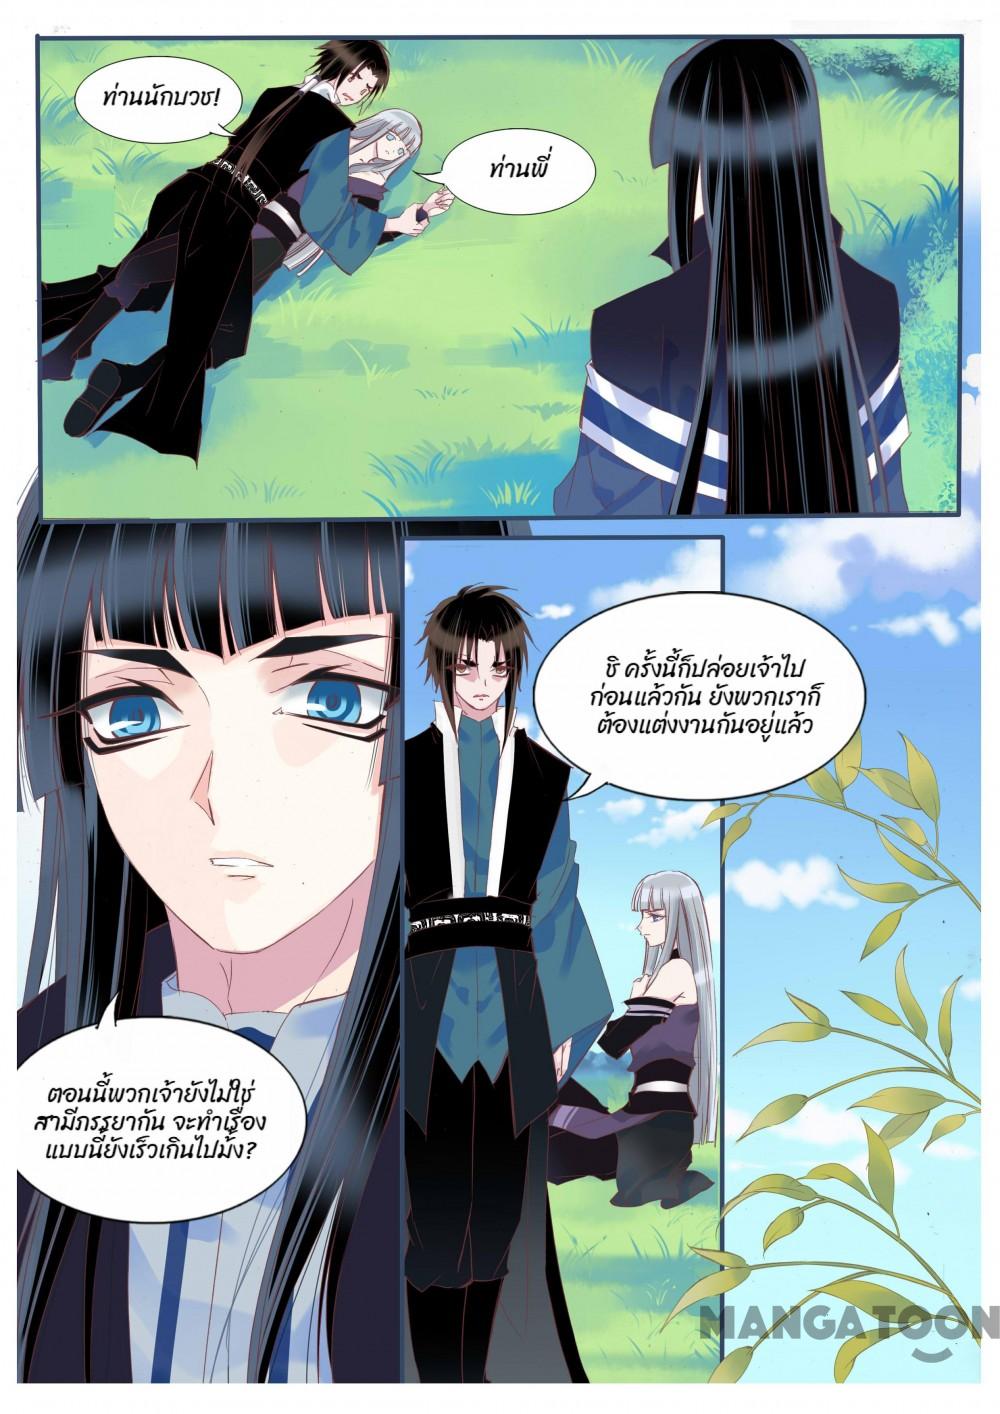 ท่านนักบวช!
ท่านพี่
ชิ ครั้งนี้ก็ปล่อยเจ้าไป
ก่อนแล้วกัน ยังพวกเราก็
ต้องแต่งงานกันอยู่แล้ว
ตอนนี้พวกเจ้ายังไม่ใช่
สามีภรรยากัน จะทำเรื่อง
แบบนี้ยังเร็วเกินไปมั้ง?
MANGATOON